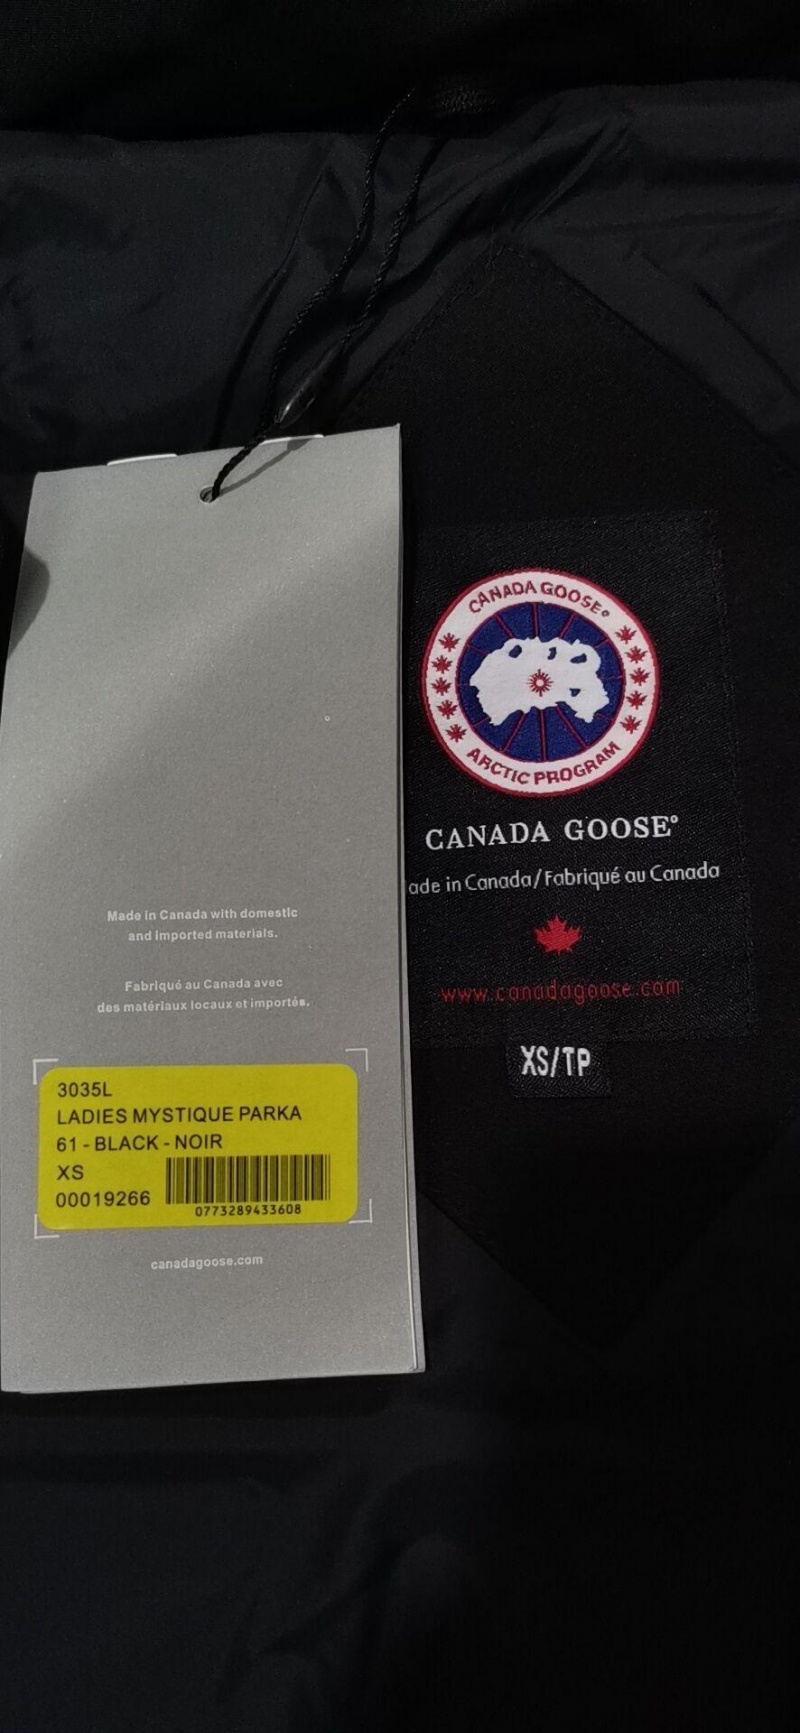 Made in Canada with domestic
and imported materials.
Fabriqué au Canada avec
des matériaux locaux et importés.
3035L
LADIES MYSTIQUE PARKA
61 - BLACK - NOIR
XS
00019266
0773289433608
canadagoose.com
CANADA GOOSE®
ARCTIC PROGRAM
CANADA GOOSE®
ade in Canada/Fabriqué au Canada
www.canadagoose.com
XS/TP